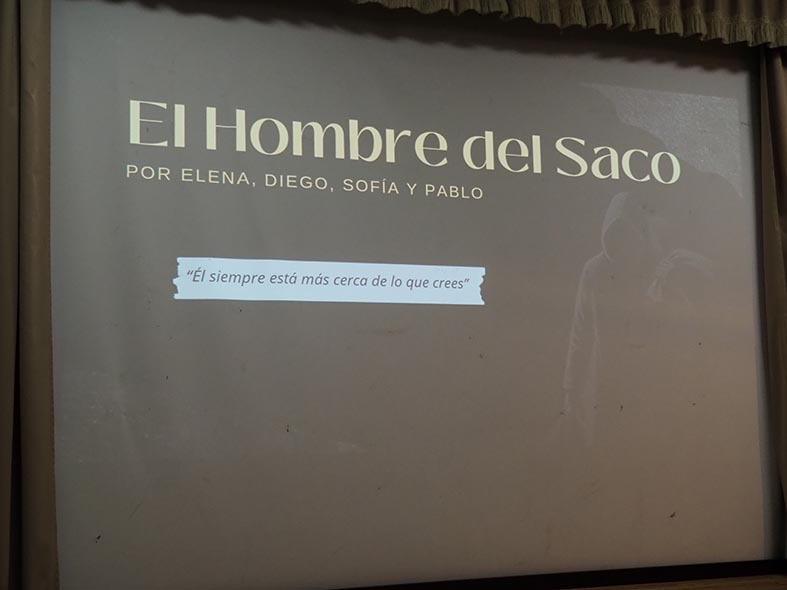 El Hombre del Saco
POR ELENA, DIEGO, SOFÍA Y PABLO
“Él siempre está más cerca de lo que crees”